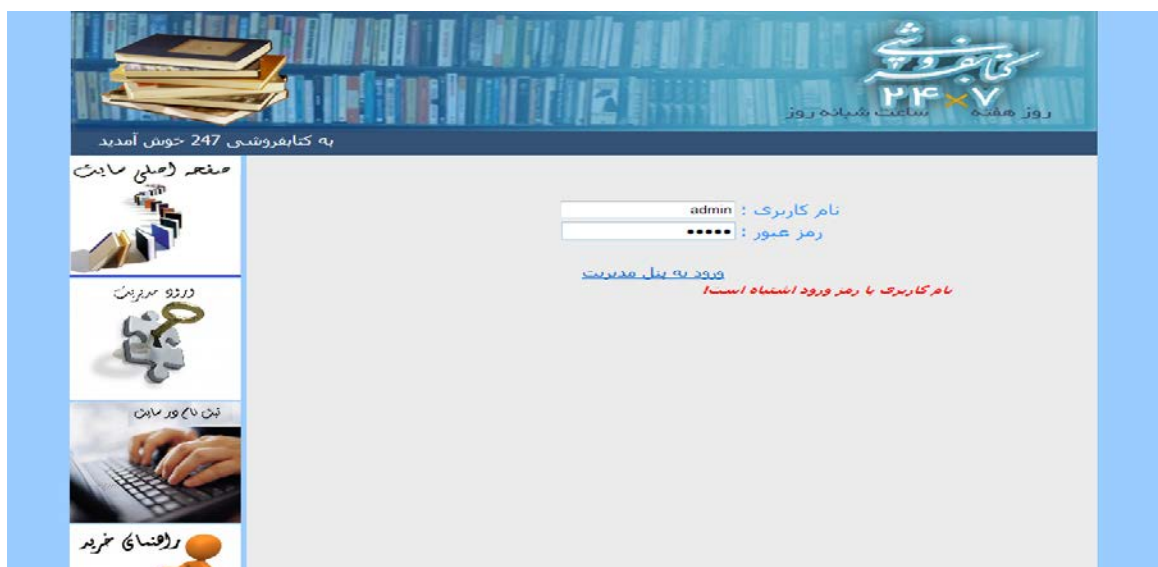 کتابفروشی
۲۴×۷
روز هفته ساعت شبانه روز
به کتابفروشی 247 خوش آمدید
صفحه اصلی سایت
نام کاربری : admin
رمز عبور : •••••
ورود به پنل مدیریت
نام کاربری یا رمز ورود اشتباه است!
ورود مدیریت
ثبت نام در سایت
راهنمای خرید